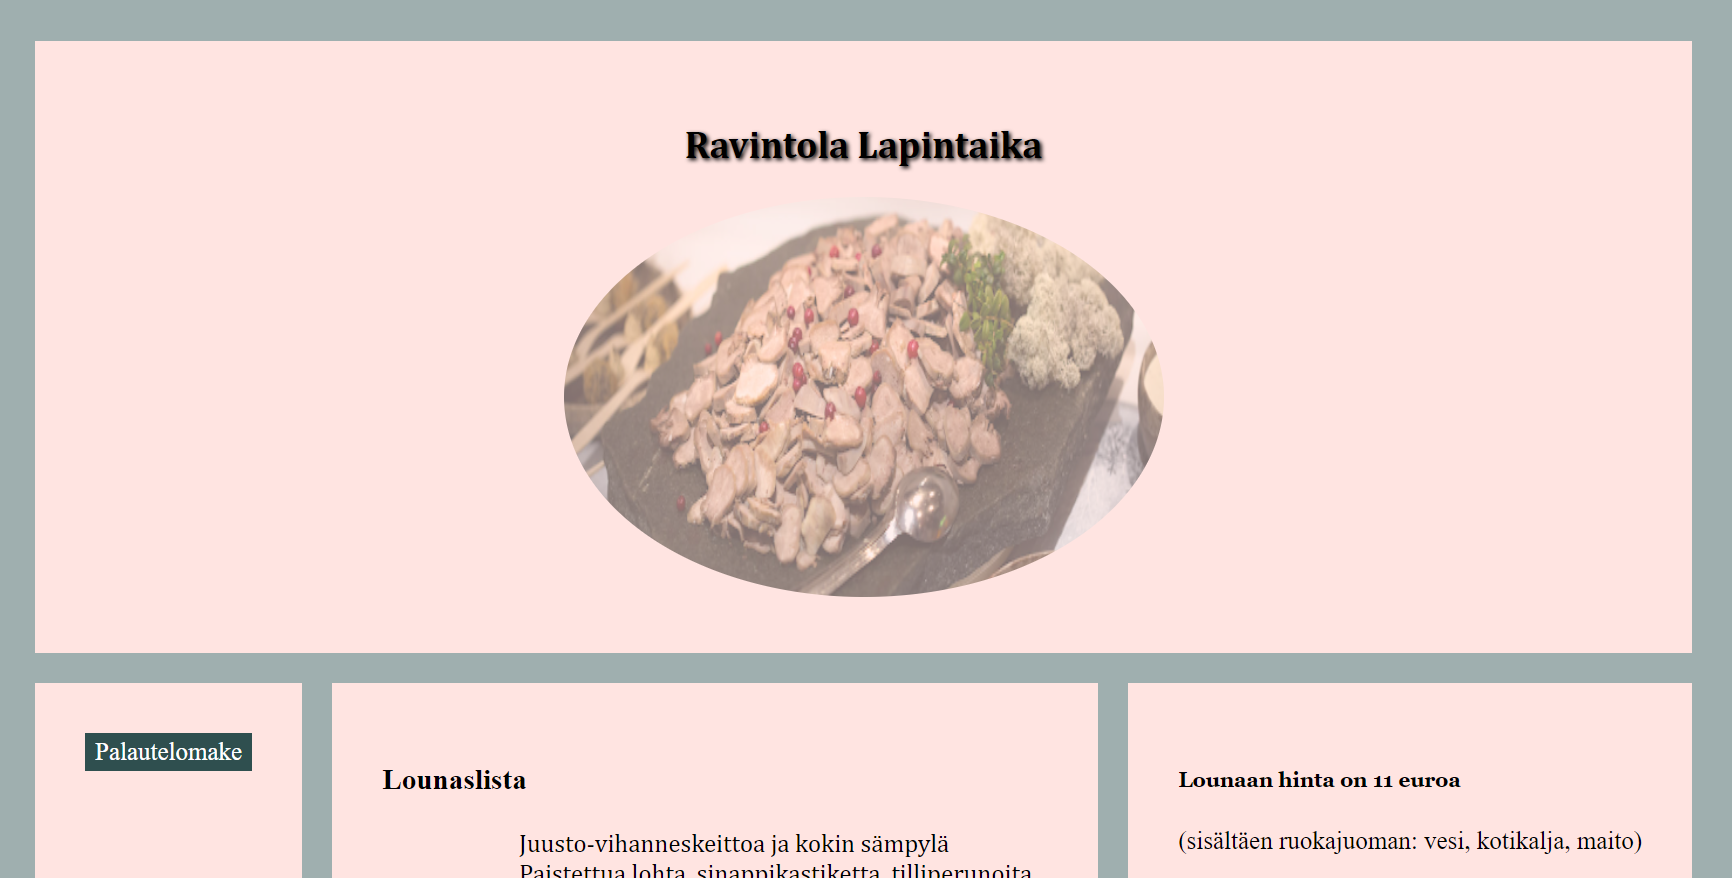 Ravintola Lapintaika
Palautelomake
Lounaslista
Juusto-vihanneskeittoa ja kokin sämpylä
Paistettua lohta, sinappikastiketta, tilliperunoita
Lounaan hinta on 11 euroa
(sisältäen ruokajuoman: vesi, kotikalja, maito)